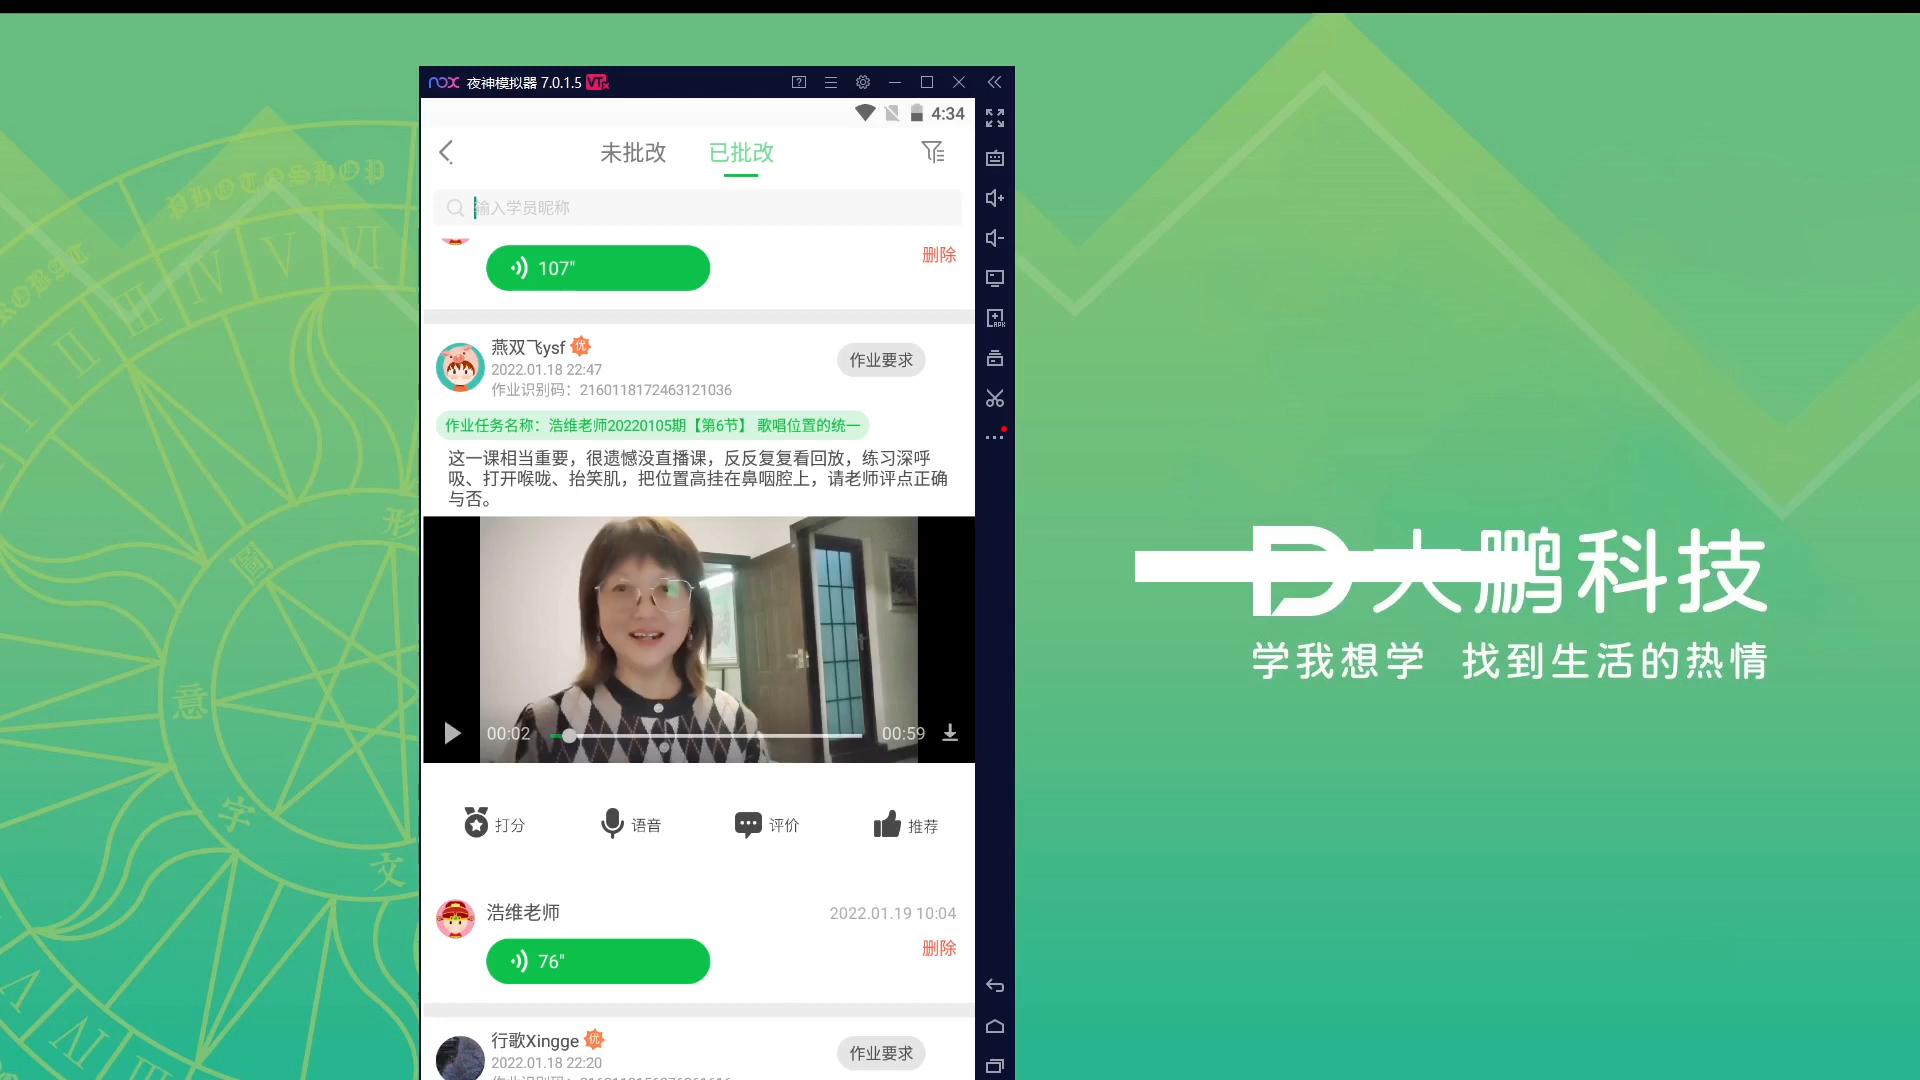 夜神模拟器 7.0.1.5
4:34
未批改 已批改
输入学员昵称
107"
删除
燕双飞ysf 优
2022.01.18 22:47
作业识别码：2160118172463121036
作业要求
作业任务名称：浩维老师20220105期【第6节】 歌唱位置的统一
这一课相当重要，很遗憾没直播课，反反复复看回放，练习深呼
吸、打开喉咙、抬笑肌，把位置高挂在鼻咽腔上，请老师评点正确
与否。
00:02 00:59
打分 语音 评价 推荐
浩维老师 2022.01.19 10:04
76"
删除
行歌Xingge 优
2022.01.18 22:20
作业要求
大鹏科技
学我想学 找到生活的热情
PHOTOSHOP
形
圖
意
字
文